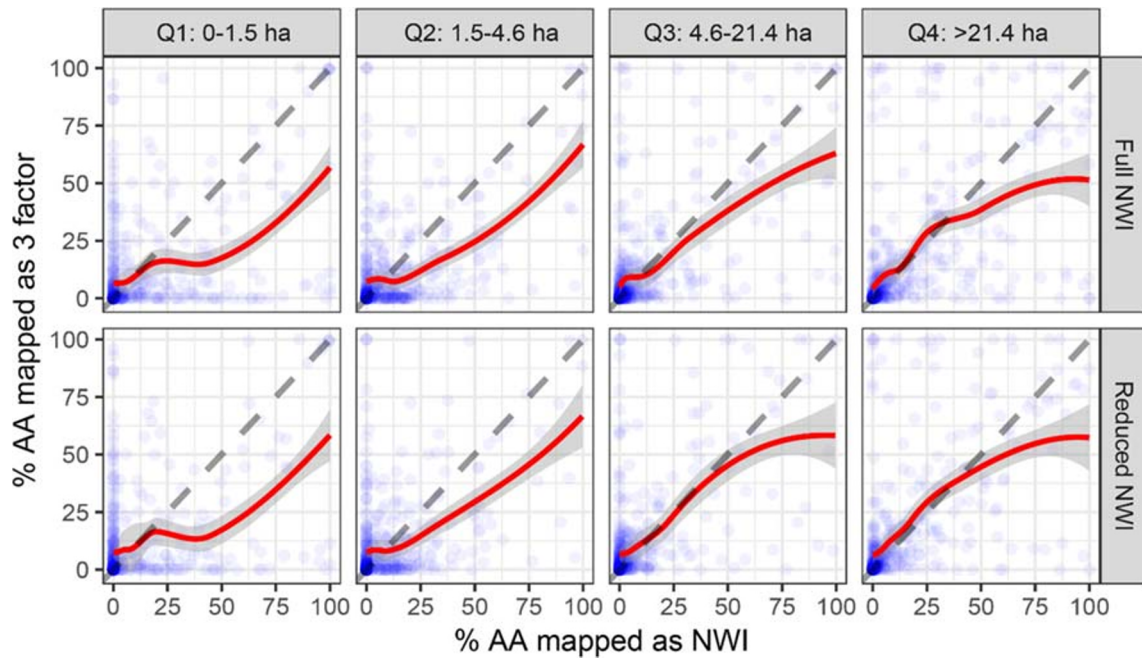 Q1: 0-1.5 ha
Q2: 1.5-4.6 ha
Q3: 4.6-21.4 ha
Q4: >21.4 ha
100
75
50
25
0
Full NWI
100
75
50
25
0
Reduced NWI
% AA mapped as 3 factor
0 25 50 75 100
0 25 50 75 100
0 25 50 75 100
0 25 50 75 100
% AA mapped as NWI